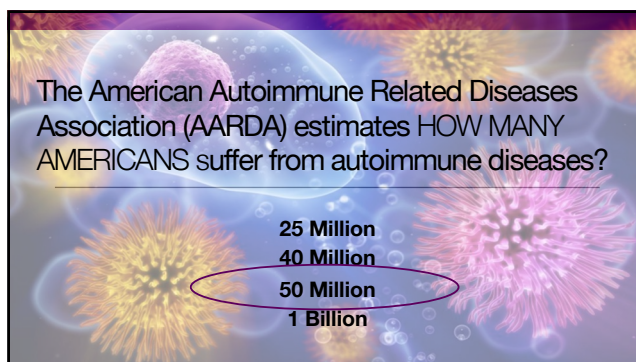 The American Autoimmune Related Diseases
Association (AARDA) estimates HOW MANY
AMERICANS suffer from autoimmune diseases?
25 Million
40 Million
50 Million
1 Billion